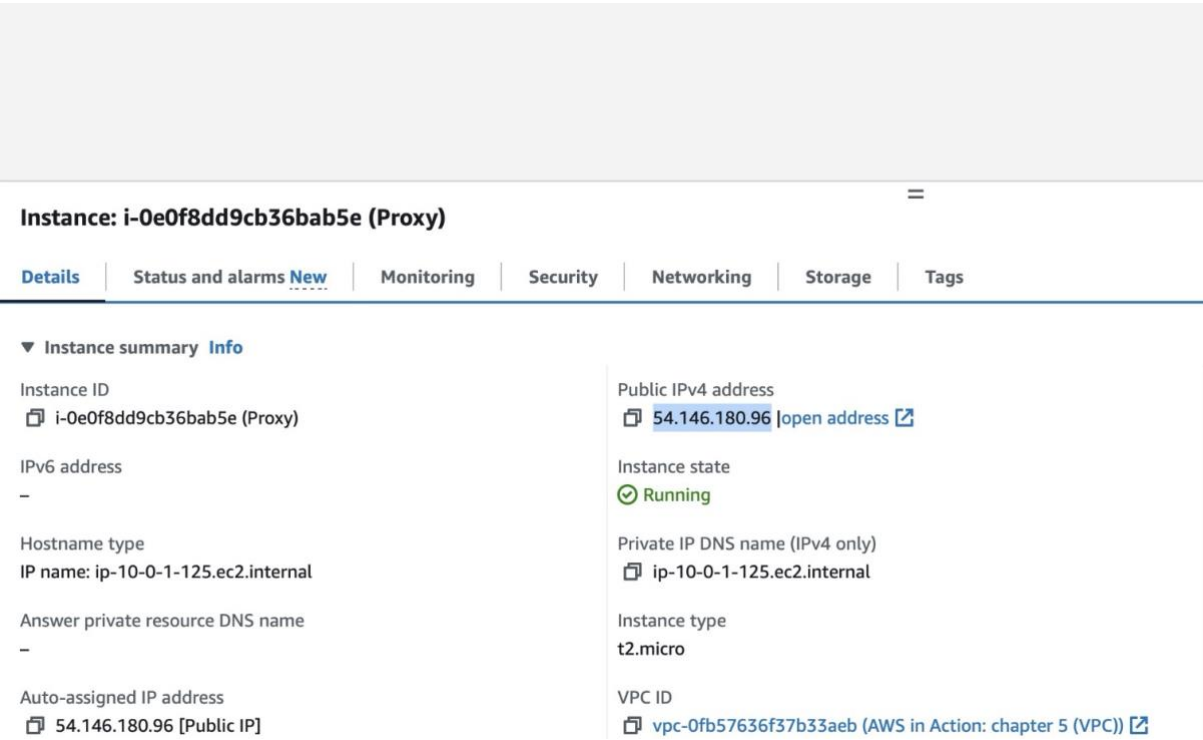 Instance: i-0e0f8dd9cb36bab5e (Proxy)
Details Status and alarms New Monitoring Security Networking Storage Tags
Instance summary Info
Instance ID
i-0e0f8dd9cb36bab5e (Proxy)
IPv6 address
–
Hostname type
IP name: ip-10-0-1-125.ec2.internal
Answer private resource DNS name
–
Auto-assigned IP address
54.146.180.96 [Public IP]
Public IPv4 address
54.146.180.96 |open address
Instance state
Running
Private IP DNS name (IPv4 only)
ip-10-0-1-125.ec2.internal
Instance type
t2.micro
VPC ID
vpc-0fb57636f37b33aeb (AWS in Action: chapter 5 (VPC))